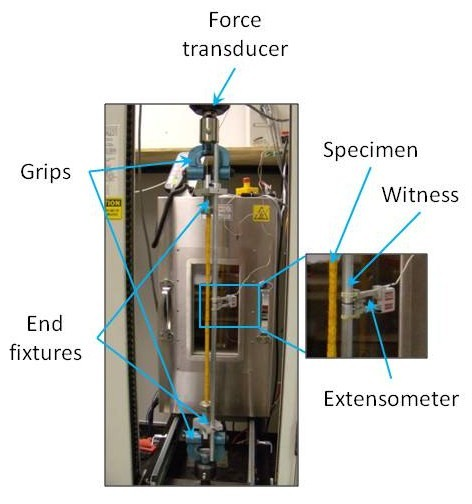 Force
transducer
Specimen
Grips
Witness
End
fixtures
Extensometer